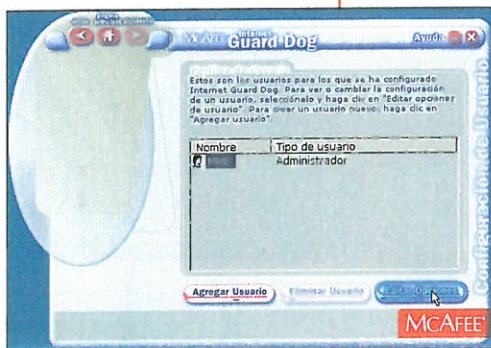 McAfee Internet
Guard Dog
Ayuda
Estos son los usuarios para los que se ha configurado
Internet Guard Dog. Para ver o cambiar la configuración
de un usuario, selecciónelo y haga clic en "Editar opciones
de usuario". Para crear un usuario nuevo, haga clic en
"Agregar usuario".
Nombre Tipo de usuario
Administrador
Agregar Usuario Eliminar Usuario Editar Opciones
Configuración de Usuario
MCAFEE